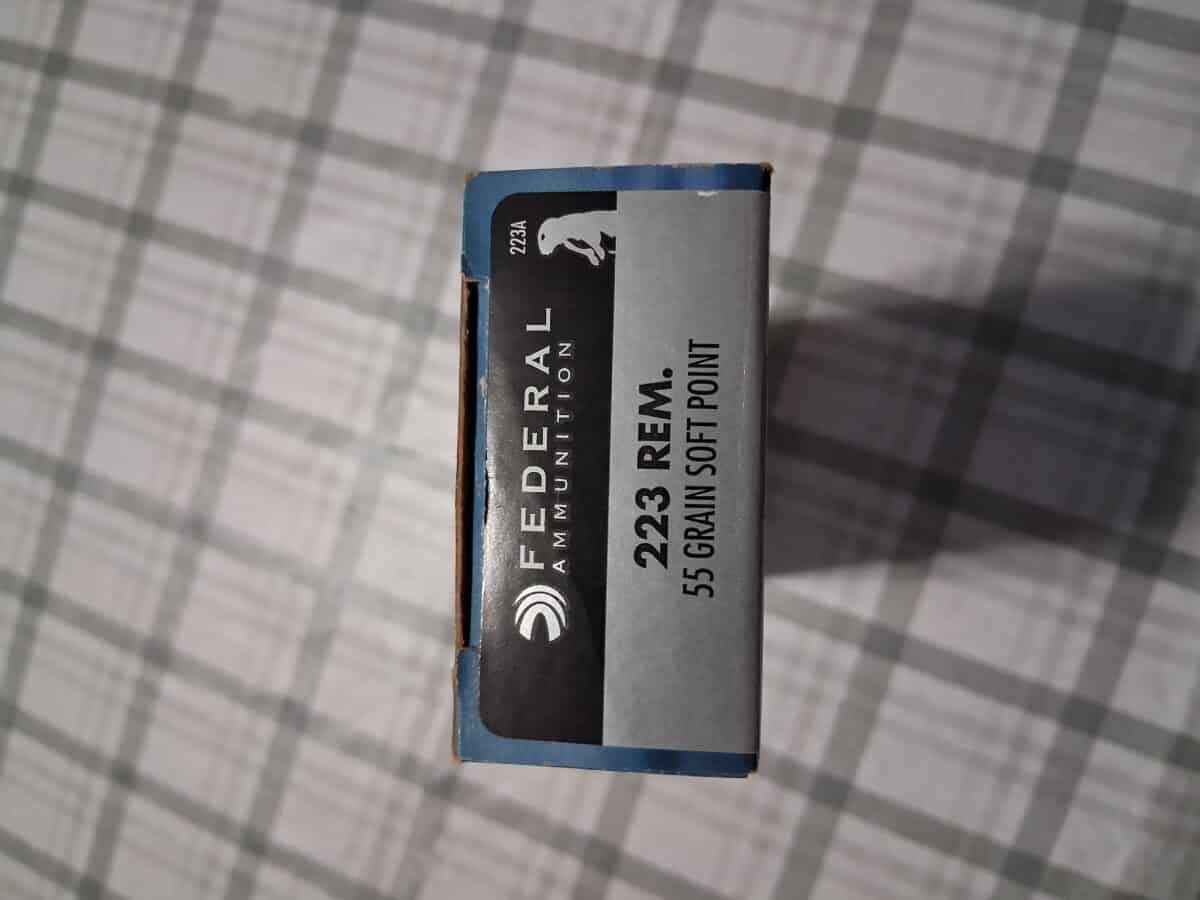 FEDERAL
AMMUNITION
223A
223 REM.
55 GRAIN SOFT POINT